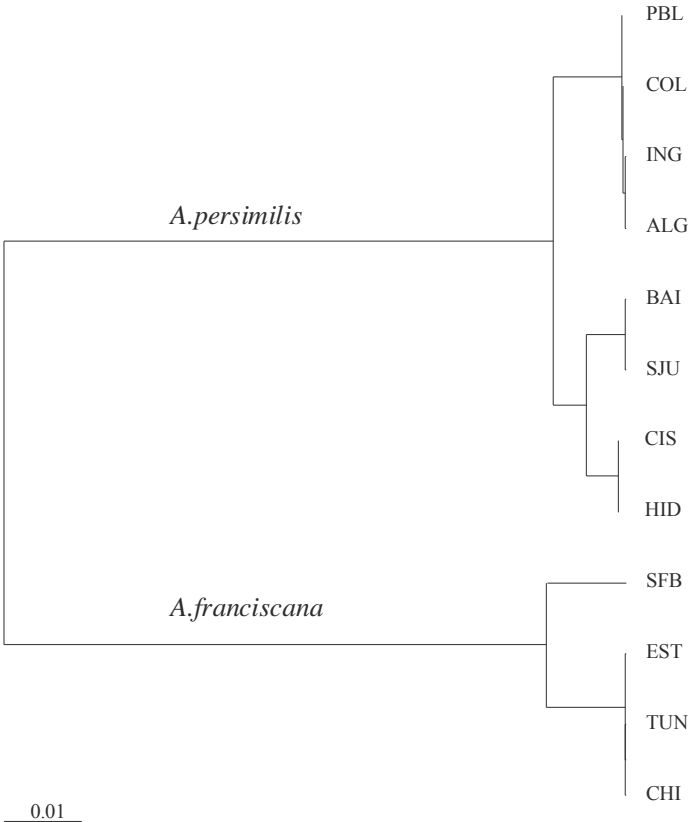 PBL
COL
ING
A.persimilis
ALG
BAI
SJU
CIS
HID
SFB
A.franciscana
EST
TUN
CHI
0.01